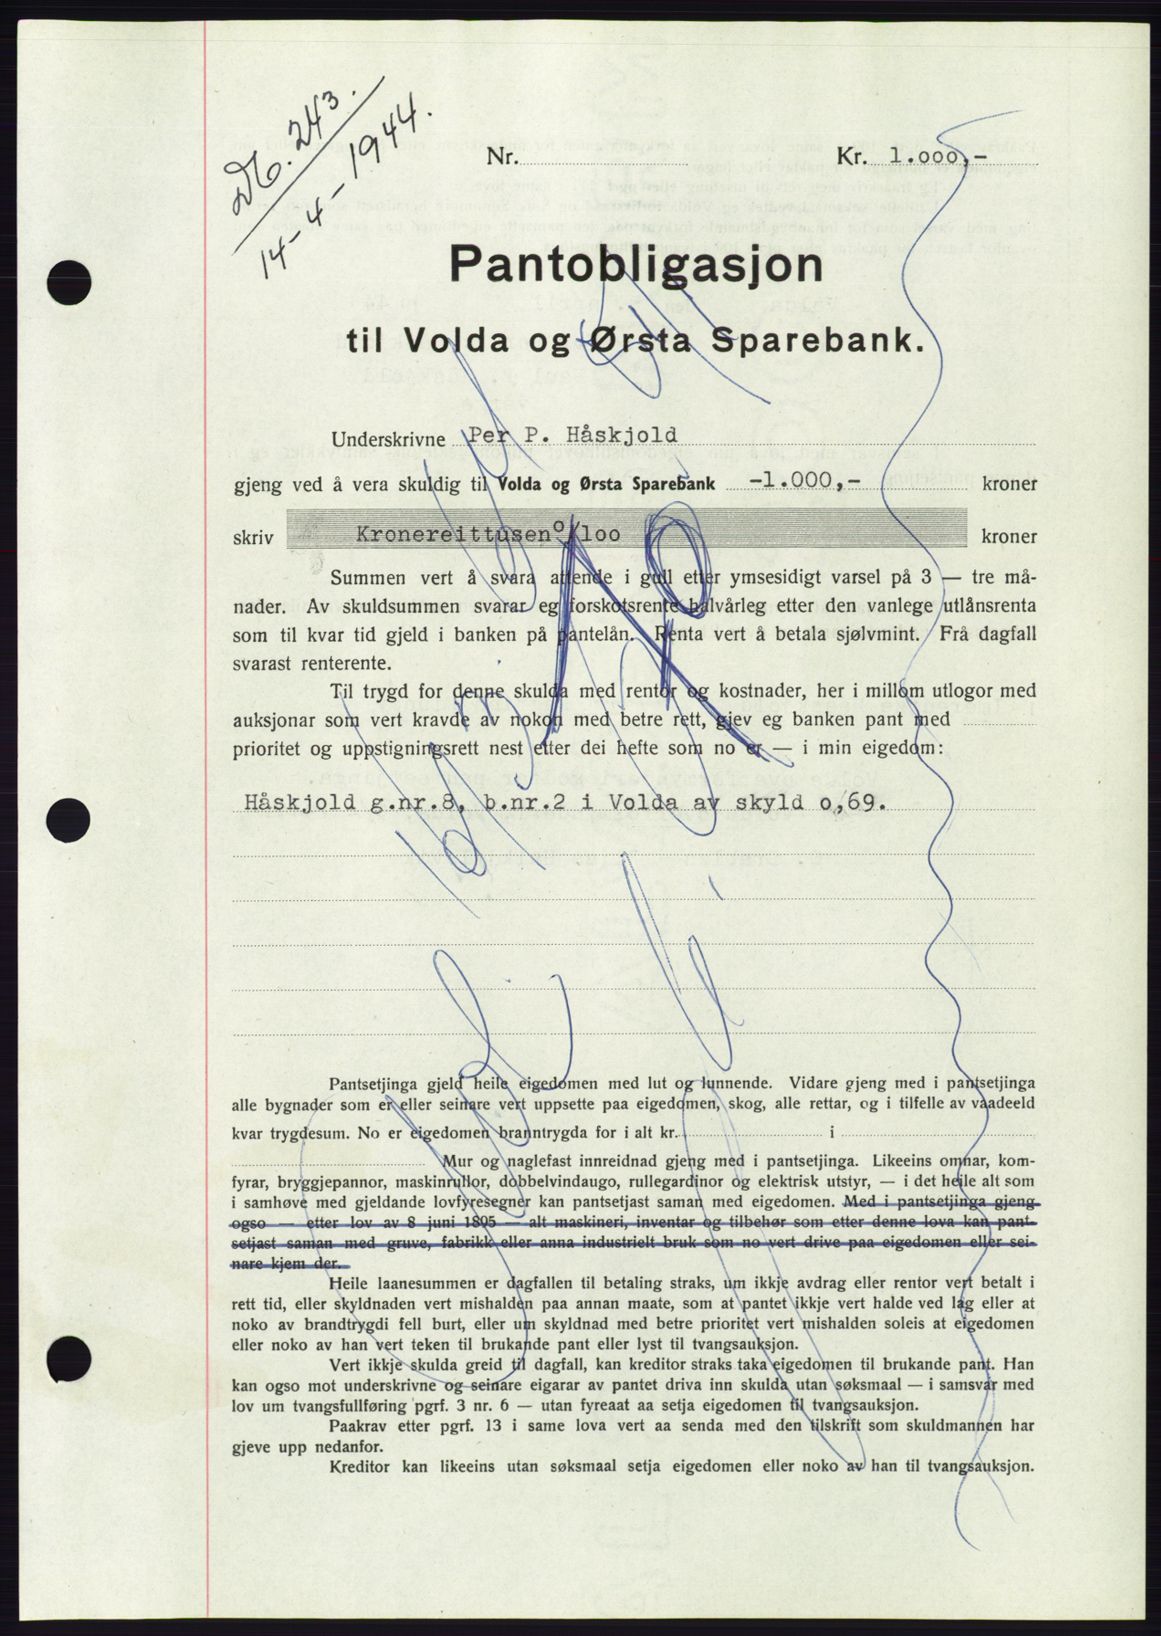 Nr. Kr. 1.000,-
243.
14-4-1944.
Pantobligasjon
til Volda og Ørsta Sparebank.
Underskrivne Per P. Håskjold
gjeng ved å vera skuldig til Volda og Ørsta Sparebank -1.000,- kroner
skriv Kronereittusen o/loo kroner
Summen vert å svara attende i gull etter ymsesidigt varsel på 3 — tre må-
nader. Av skuldsummen svarar eg forskotsrente halvårleg etter den vanlege utlånsrenta
som til kvar tid gjeld i banken på pantelån. Renta vert å betala sjølvmint. Frå dagfall
svarast renterente.
Til trygd for denne skulda med rentor og kostnader, her i millom utlogor med
auksjonar som vert kravde av nokon med betre rett, gjev eg banken pant med
prioritet og uppstigningsrett nest etter dei hefte som no er — i min eigedom:
Håskjold g.nr.8, b.nr.2 i Volda av skyld o,69.
Pantsetjinga gjeld heile eigedomen med lut og lunnende. Vidare gjeng med i pantsetjinga
alle bygnader som er eller seinare vert uppsette paa eigedomen, skog, alle rettar, og i tilfelle av vaadeeld
kvar trygdesum. No er eigedomen branntrygda for i alt kr. i
Mur og naglefast innreidnad gjeng med i pantsetjinga. Likeeins omnar, kom-
fyrar, bryggjepannor, maskinrullor, dobbelvindaugo, rullegardinor og elektrisk utstyr, — i det heile alt som
i samhøve med gjeldande lovfyresegner kan pantsetjast saman med eigedomen. Med i pantsetjinga gjeng
ogso — etter lov av 8 juni 1895 — alt maskineri, inventar og tilbehør som etter denne lova kan pant-
setjast saman med gruve, fabrikk eller anna industrielt bruk som no vert drive paa eigedomen eller sei-
nare kjem der.
Heile laanesummen er dagfallen til betaling straks, um ikkje avdrag eller rentor vert betalt i
rett tid, eller skyldnaden vert mishalden paa annan maate, som at pantet ikkje vert halde ved lag eller at
noko av brandtrygdi fell burt, eller um skyldnad med betre prioritet vert mishalden soleis at eigedomen
eller noko av han vert teken til brukande pant eller lyst til tvangsauksjon.
Vert ikkje skulda greid til dagfall, kan kreditor straks taka eigedomen til brukande pant. Han
kan ogso mot underskrivne og seinare eigarar av pantet driva inn skulda utan søksmaal — i samsvar med
lov um tvangsfullføring pgrf. 3 nr. 6 — utan fyreaat aa setja eigedomen til tvangsauksjon.
Paakrav etter pgrf. 13 i same lova vert aa senda med den tilskrift som skuldmannen har
gjeve upp nedanfor.
Kreditor kan likeeins utan søksmaal setja eigedomen eller noko av han til tvangsauksjon.